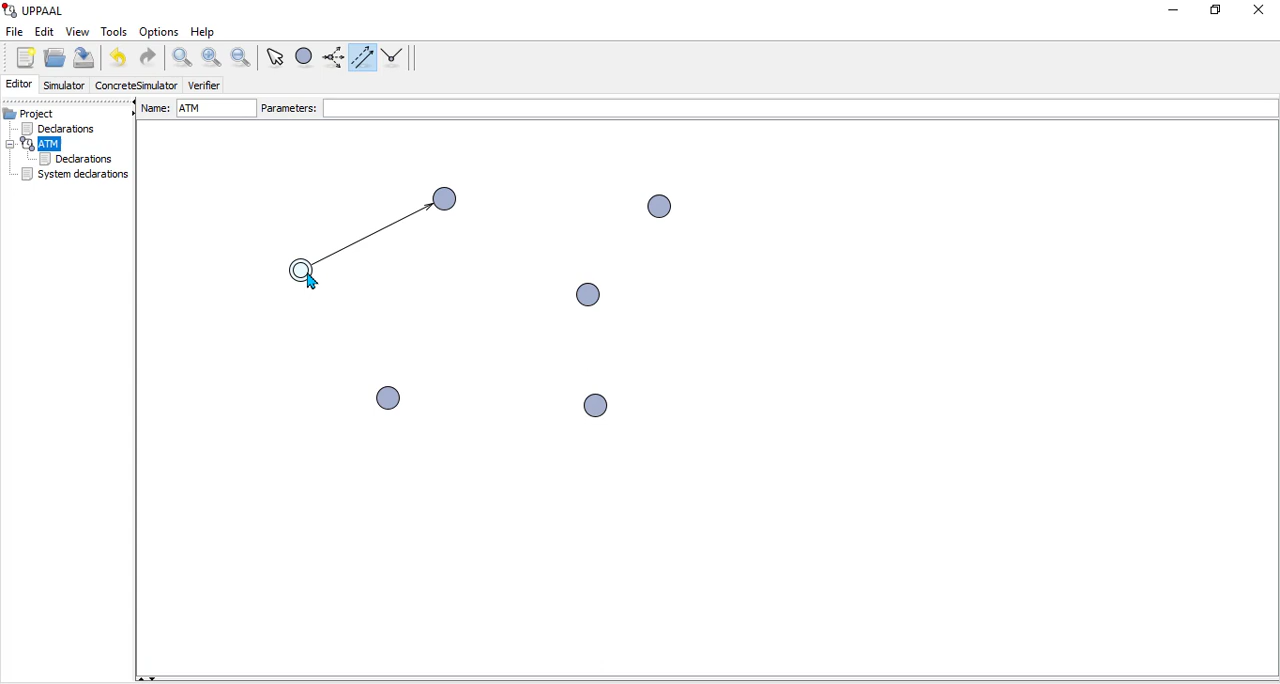 UPPAAL
File Edit View Tools Options Help
Editor Simulator ConcreteSimulator Verifier
Project
Declarations
ATM
Declarations
System declarations
Name: ATM Parameters: